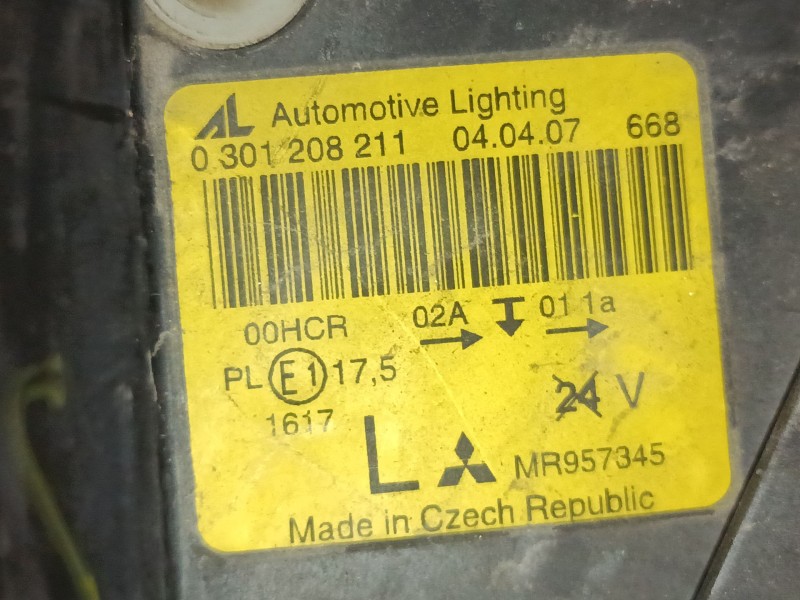 AL Automotive Lighting
0 301 208 211 04.04.07 668
00HCR 02A 01 1a
PL E1 17,5
1617 24 V
L MR957345
Made in Czech Republic